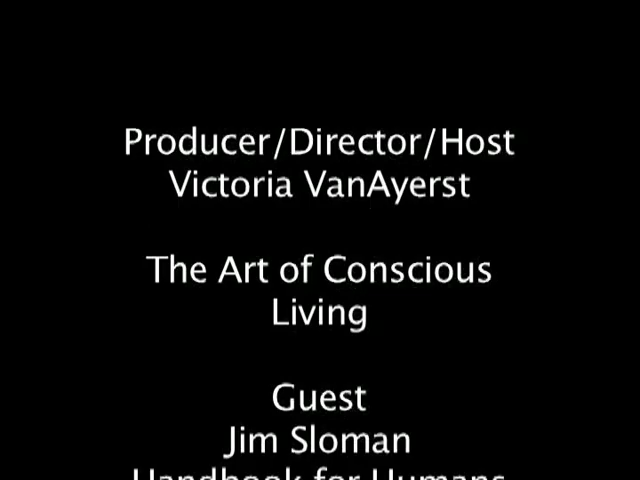 Producer/Director/Host
Victoria VanAyerst
The Art of Conscious
Living
Guest
Jim Sloman
Handbook for Humans